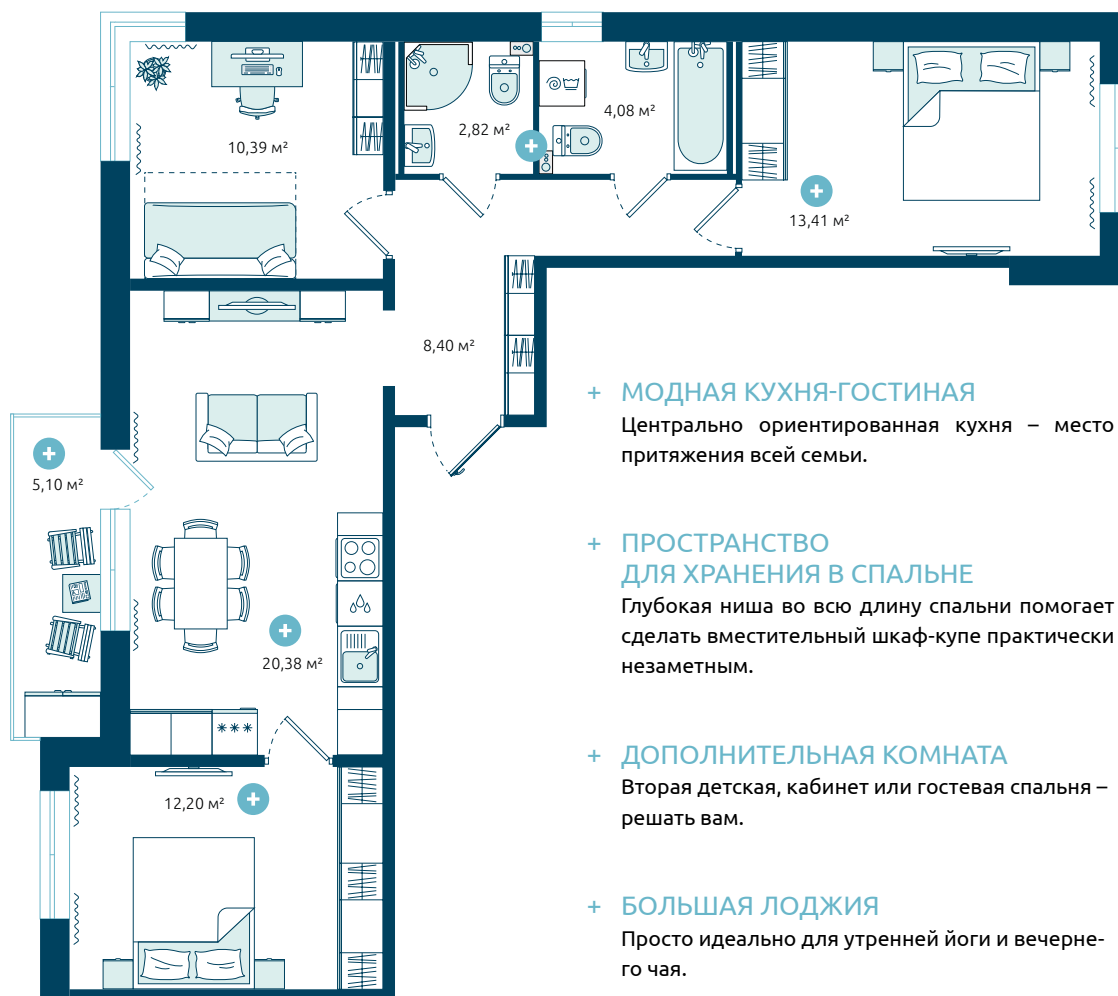 10,39 м²
2,82 м²
4,08 м²
13,41 м²
8,40 м²
5,10 м²
20,38 м²
12,20 м²
+ МОДНАЯ КУХНЯ-ГОСТИНАЯ
Центрально ориентированная кухня – место
притяжения всей семьи.
+ ПРОСТРАНСТВО
ДЛЯ ХРАНЕНИЯ В СПАЛЬНЕ
Глубокая ниша во всю длину спальни помогает
сделать вместительный шкаф-купе практически
незаметным.
+ ДОПОЛНИТЕЛЬНАЯ КОМНАТА
Вторая детская, кабинет или гостевая спальня –
решать вам.
+ БОЛЬШАЯ ЛОДЖИЯ
Просто идеально для утренней йоги и вечерне-
го чая.